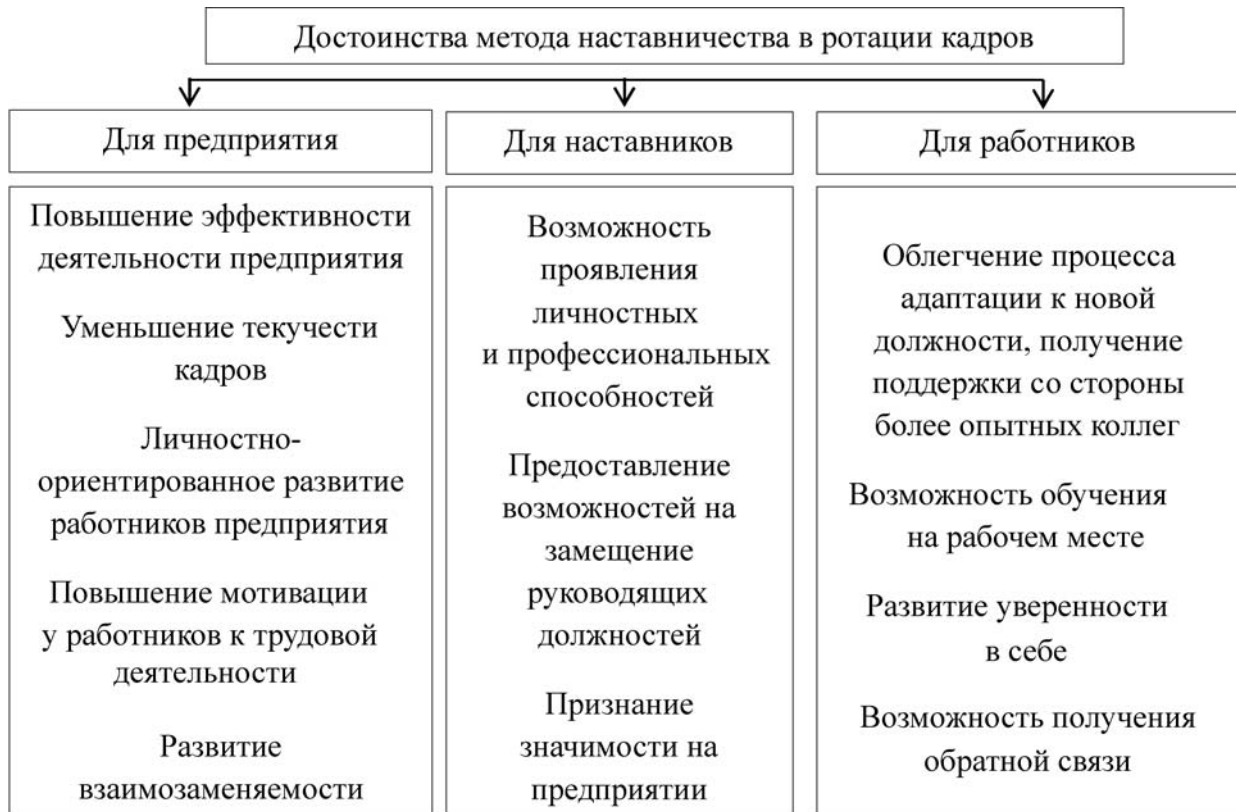 Достоинства метода наставничества в ротации кадров
Для предприятия
Повышение эффективности
деятельности предприятия
Уменьшение текучести
кадров
Личностно-
ориентированное развитие
работников предприятия
Повышение мотивации
у работников к трудовой
деятельности
Развитие
взаимозаменяемости
Для наставников
Возможность
проявления
личностных
и профессиональных
способностей
Предоставление
возможностей на
замещение
руководящих
должностей
Признание
значимости на
предприятии
Для работников
Облегчение процесса
адаптации к новой
должности, получение
поддержки со стороны
более опытных коллег
Возможность обучения
на рабочем месте
Развитие уверенности
в себе
Возможность получения
обратной связи